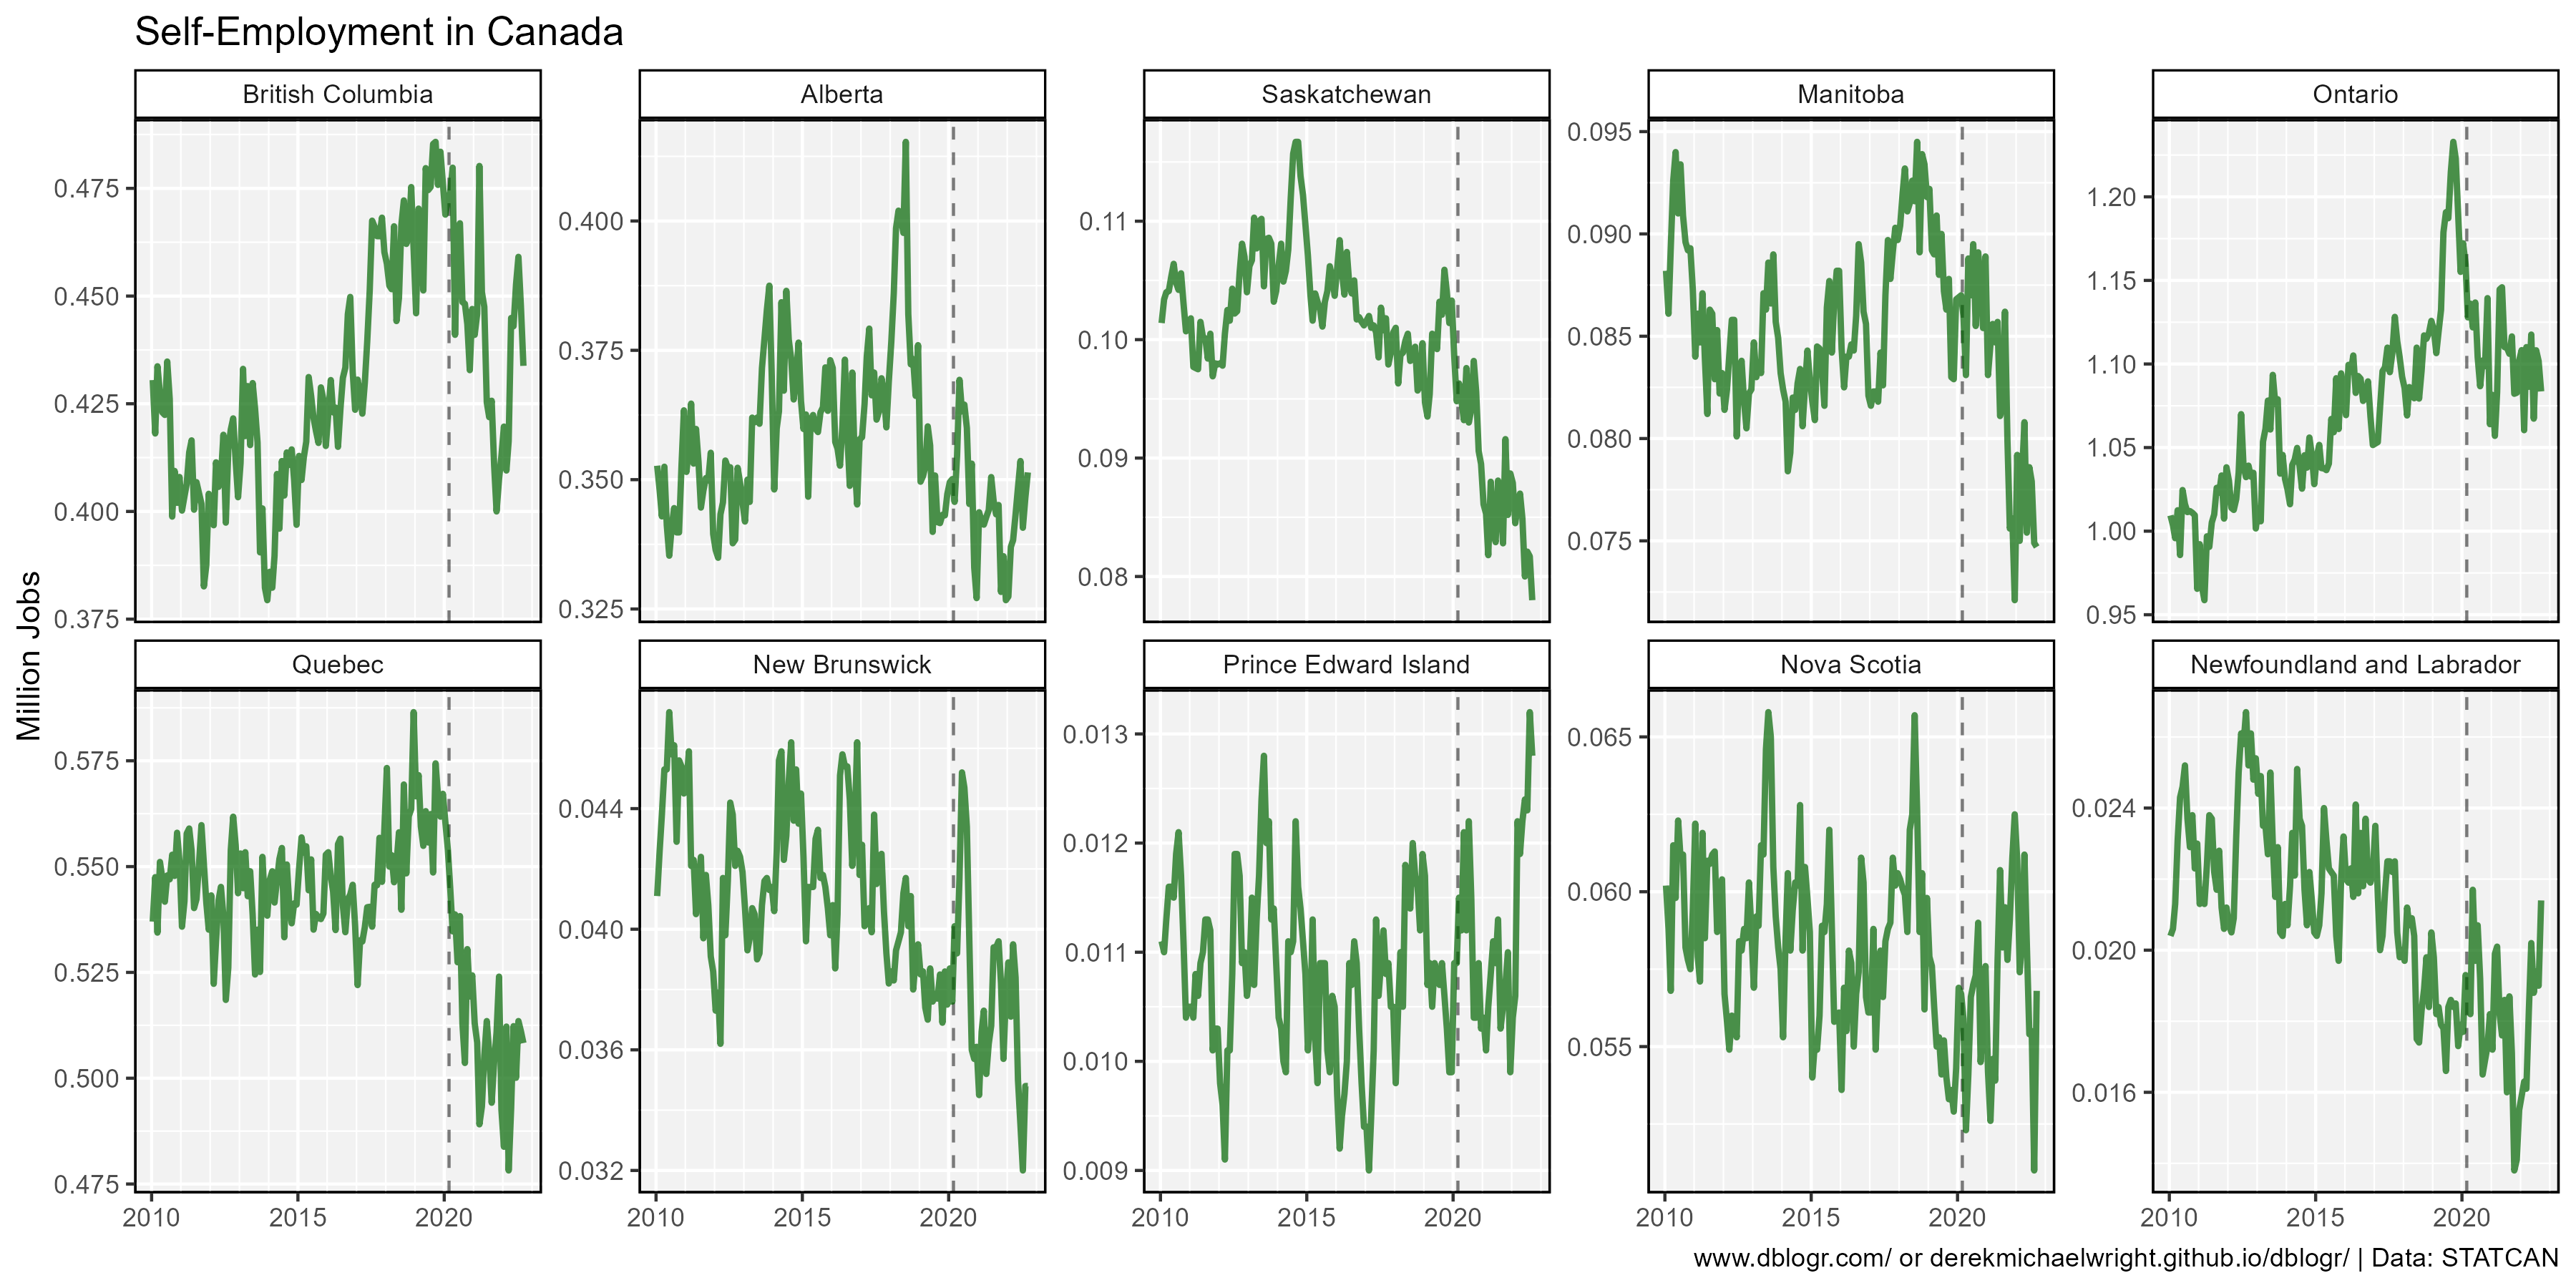 Self-Employment in Canada
British Columbia
Alberta
Saskatchewan
Manitoba
Ontario
0.475
0.450
0.425
0.400
0.375
0.400
0.375
0.350
0.325
0.11
0.10
0.09
0.08
0.095
0.090
0.085
0.080
0.075
1.20
1.15
1.10
1.05
1.00
0.95
Million Jobs
Quebec
New Brunswick
Prince Edward Island
Nova Scotia
Newfoundland and Labrador
0.575
0.550
0.525
0.500
0.475
0.044
0.040
0.036
0.032
0.013
0.012
0.011
0.010
0.009
0.065
0.060
0.055
0.024
0.020
0.016
2010 2015 2020
2010 2015 2020
2010 2015 2020
2010 2015 2020
2010 2015 2020
www.dblogr.com/ or derekmichaelwright.github.io/dblogr/ | Data: STATCAN